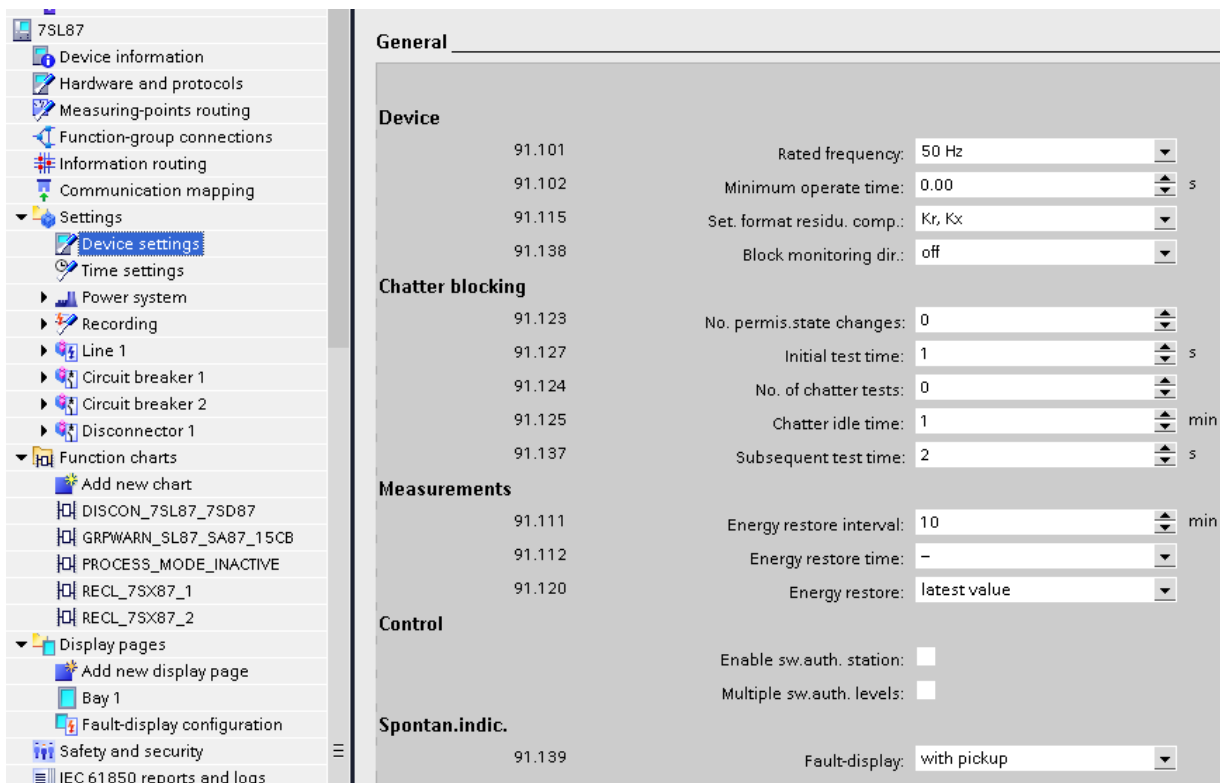 7SL87
Device information
Hardware and protocols
Measuring-points routing
Function-group connections
Information routing
Communication mapping
Settings
Device settings
Time settings
Power system
Recording
Line 1
Circuit breaker 1
Circuit breaker 2
Disconnector 1
Function charts
Add new chart
DISCON_7SL87_7SD87
GRPWARN_SL87_SA87_15CB
PROCESS_MODE_INACTIVE
RECL_7SX87_1
RECL_7SX87_2
Display pages
Add new display page
Bay 1
Fault-display configuration
Safety and security
IEC 61850 reports and logs
General
Device
91.101 Rated frequency: 50 Hz
91.102 Minimum operate time: 0.00 s
91.115 Set. format residu. comp.: Kr, Kx
91.138 Block monitoring dir.: off
Chatter blocking
91.123 No. permis.state changes: 0
91.127 Initial test time: 1 s
91.124 No. of chatter tests: 0
91.125 Chatter idle time: 1 min
91.137 Subsequent test time: 2 s
Measurements
91.111 Energy restore interval: 10 min
91.112 Energy restore time: –
91.120 Energy restore: latest value
Control
Enable sw.auth. station:
Multiple sw.auth. levels:
Spontan.indic.
91.139 Fault-display: with pickup